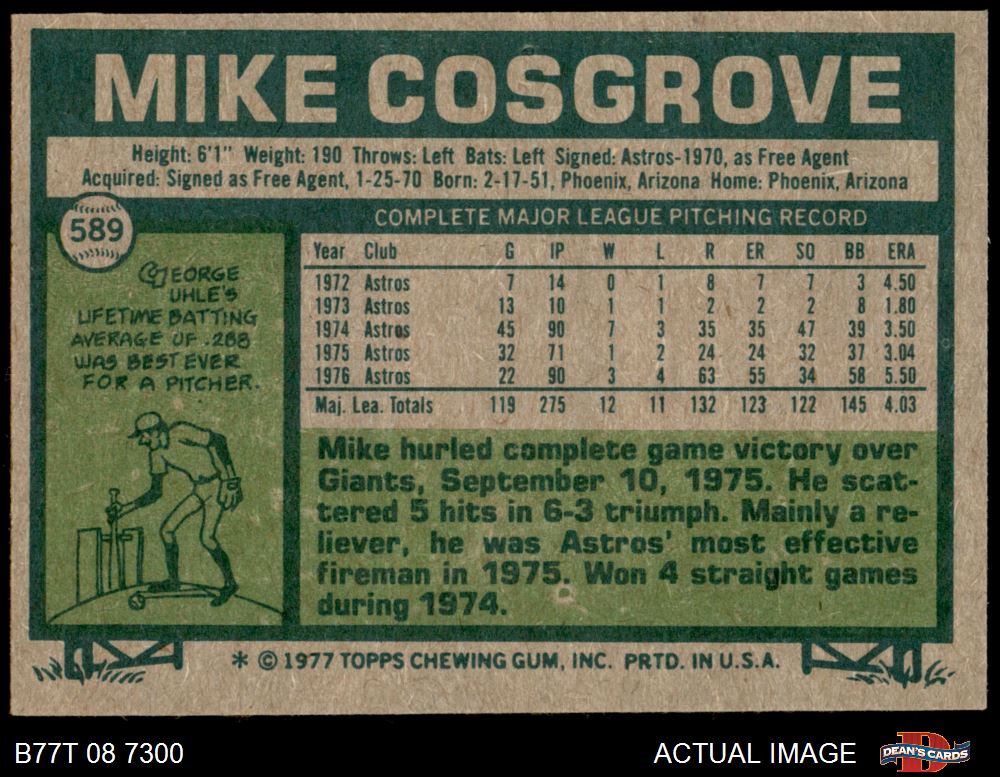 MIKE COSGROVE
Height: 6'1" Weight: 190 Throws: Left Bats: Left Signed: Astros-1970, as Free Agent
Acquired: Signed as Free Agent, 1-25-70 Born: 2-17-51, Phoenix, Arizona Home: Phoenix, Arizona
589
GEORGE
UHLE'S
LIFETIME BATTING
AVERAGE OF .288
WAS BEST EVER
FOR A PITCHER.
COMPLETE MAJOR LEAGUE PITCHING RECORD
Year Club G IP W L R ER SO BB ERA
1972 Astros 7 14 0 1 8 7 7 3 4.50
1973 Astros 13 10 1 1 2 2 2 8 1.80
1974 Astros 45 90 7 3 35 35 47 39 3.50
1975 Astros 32 71 1 2 24 24 32 37 3.04
1976 Astros 22 90 3 4 63 55 34 58 5.50
Maj. Lea. Totals 119 275 12 11 132 123 122 145 4.03
Mike hurled complete game victory over
Giants, September 10, 1975. He scat-
tered 5 hits in 6-3 triumph. Mainly a re-
liever, he was Astros' most effective
fireman in 1975. Won 4 straight games
during 1974.
* © 1977 TOPPS CHEWING GUM, INC. PRTD. IN U.S.A.
B77T 08 7300
ACTUAL IMAGE
DEAN'S CARDS